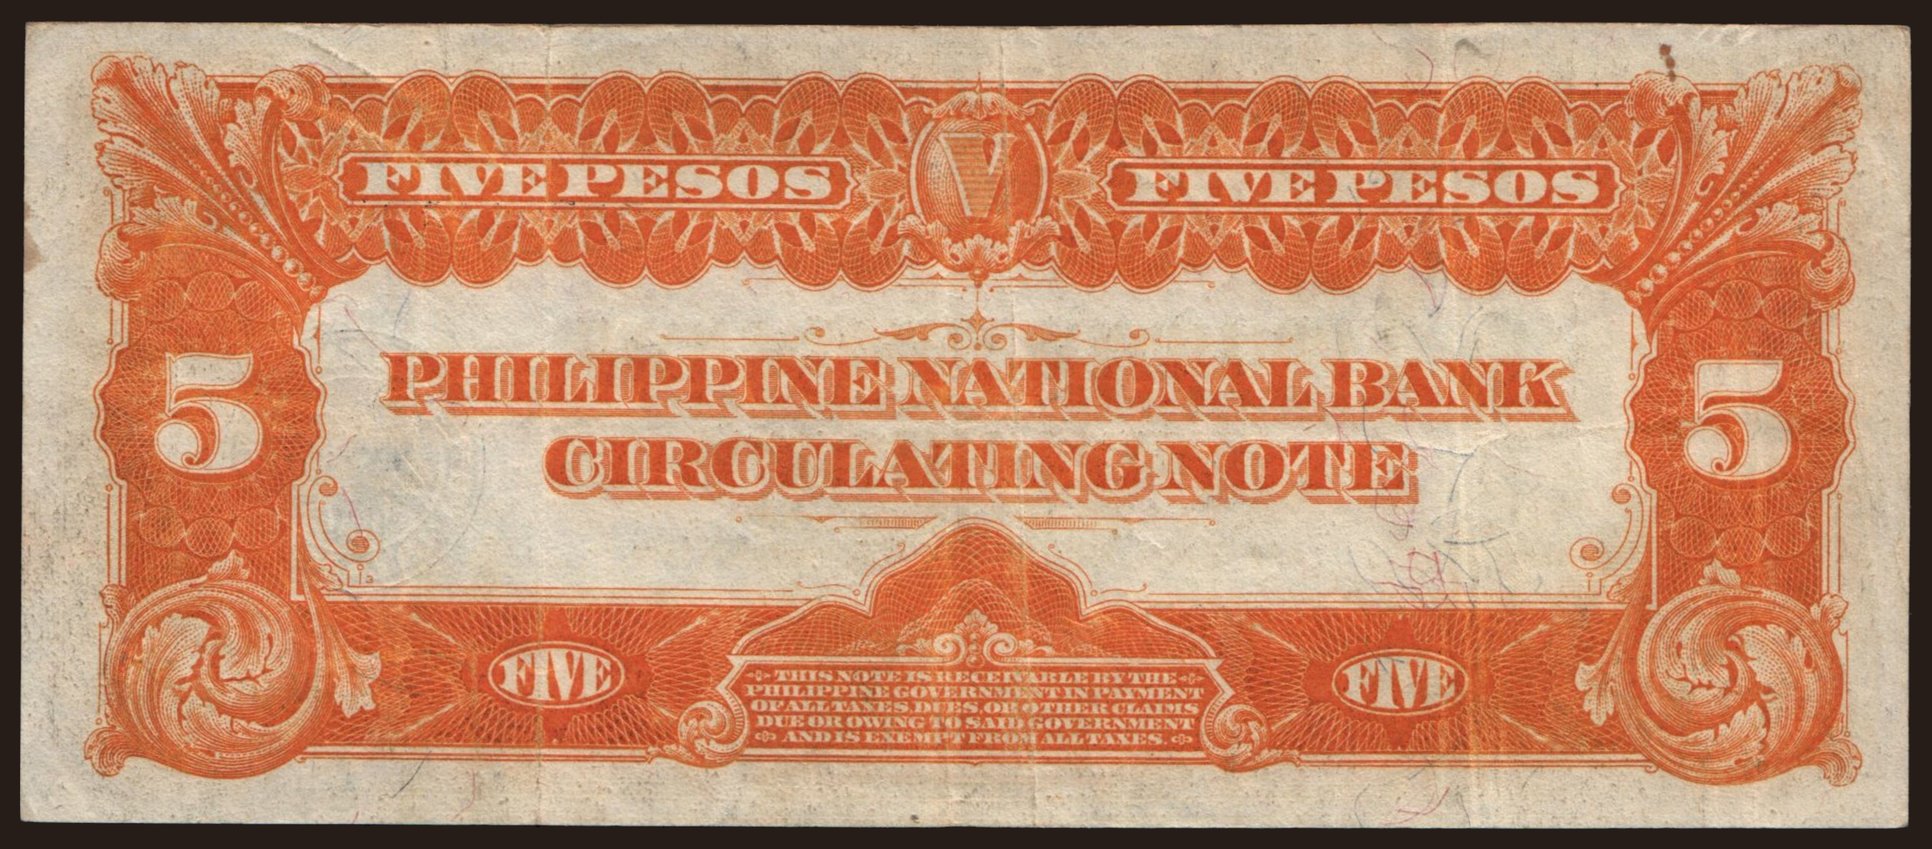 FIVE PESOS V FIVE PESOS
5 5
PHILIPPINE NATIONAL BANK
CIRCULATING NOTE
FIVE FIVE
THIS NOTE IS RECEIVABLE BY THE
PHILIPPINE GOVERNMENT IN PAYMENT
OF ALL TAXES, DUES, OR OTHER CLAIMS
DUE OR OWING TO SAID GOVERNMENT
AND IS EXEMPT FROM ALL TAXES.